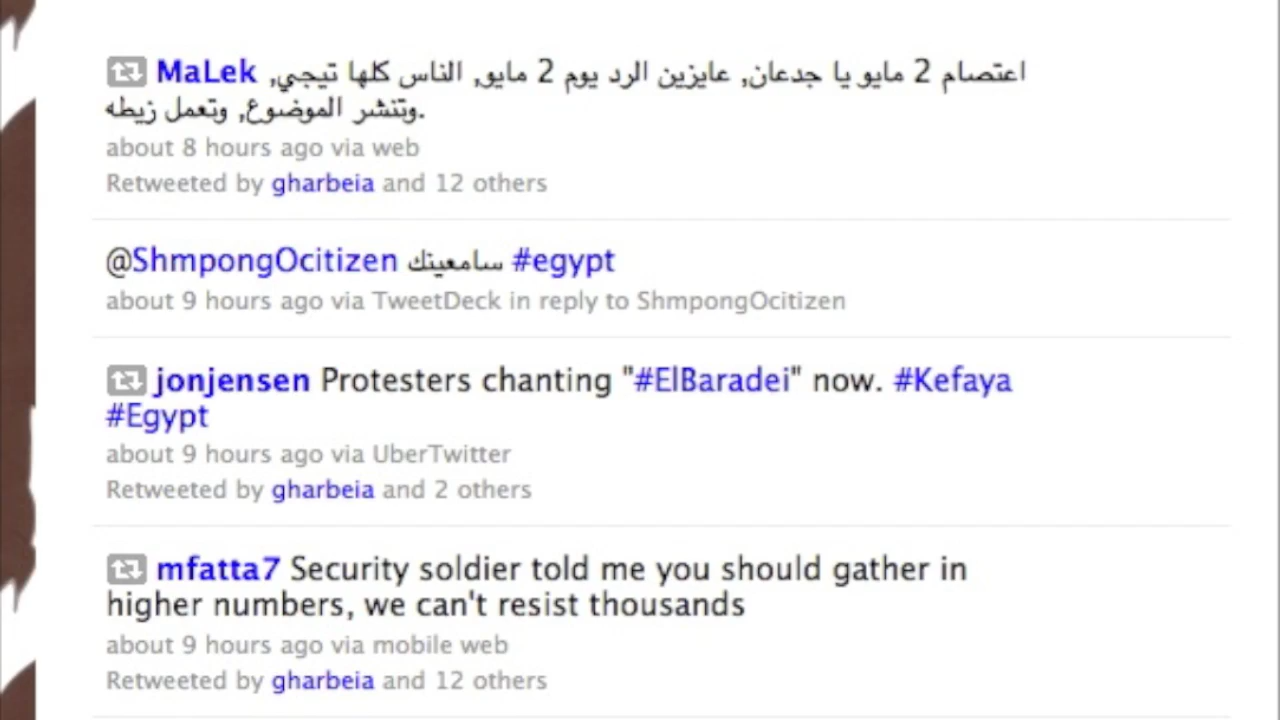 MaLek اعتصام 2 مايو يا جدعان, عايزين الرد يوم 2 مايو, الناس كلها تيجي,
وتنشر الموضوع, وتعمل زيطه.
about 8 hours ago via web
Retweeted by gharbeia and 12 others
@ShmpongOcitizen سامعينك #egypt
about 9 hours ago via TweetDeck in reply to ShmpongOcitizen
jonjensen Protesters chanting "#ElBaradei" now. #Kefaya
#Egypt
about 9 hours ago via UberTwitter
Retweeted by gharbeia and 2 others
mfatta7 Security soldier told me you should gather in
higher numbers, we can't resist thousands
about 9 hours ago via mobile web
Retweeted by gharbeia and 12 others